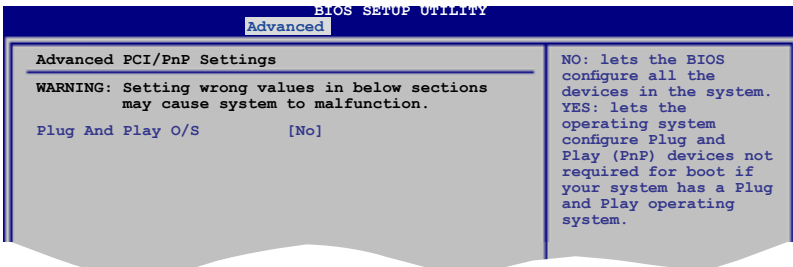 BIOS SETUP UTILITY
Advanced
Advanced PCI/PnP Settings
WARNING: Setting wrong values in below sections
may cause system to malfunction.
Plug And Play O/S [No]
NO: lets the BIOS
configure all the
devices in the system.
YES: lets the
operating system
configure Plug and
Play (PnP) devices not
required for boot if
your system has a Plug
and Play operating
system.